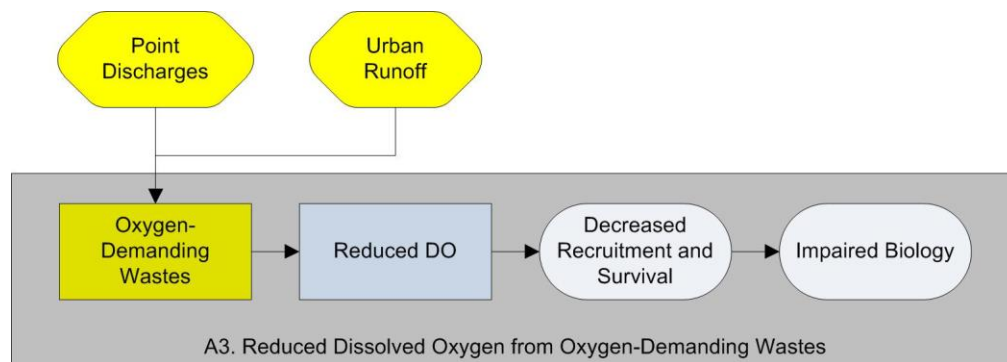 Point
Discharges
Urban
Runoff
Oxygen-
Demanding
Wastes
Reduced DO
Decreased
Recruitment and
Survival
Impaired Biology
A3. Reduced Dissolved Oxygen from Oxygen-Demanding Wastes